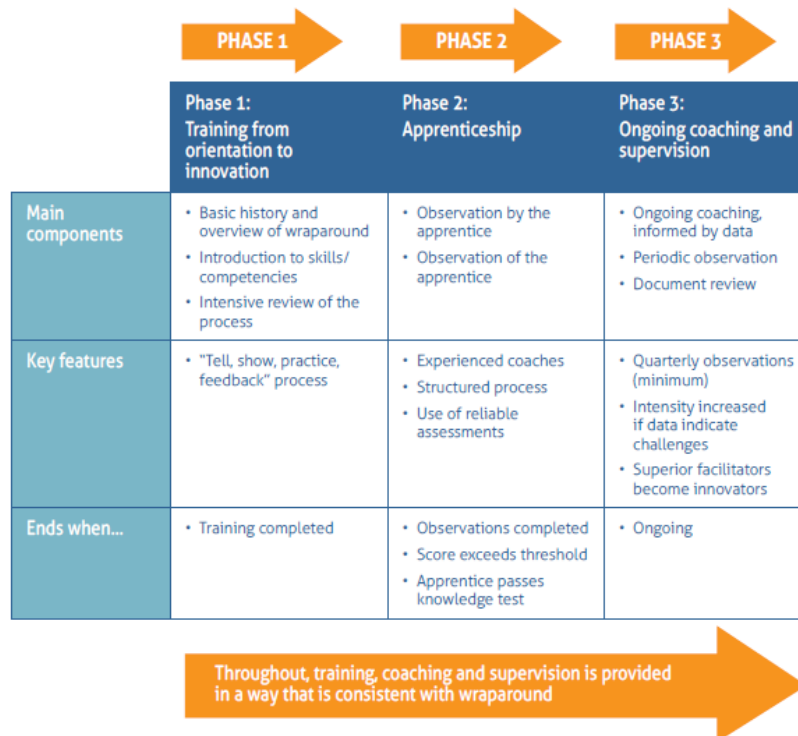 PHASE 1
PHASE 2
PHASE 3
Phase 1:
Training from
orientation to
innovation
Phase 2:
Apprenticeship
Phase 3:
Ongoing coaching and
supervision
Main
components
• Basic history and
overview of wraparound
• Introduction to skills/
competencies
• Intensive review of the
process
• Observation by the
apprentice
• Observation of the
apprentice
• Ongoing coaching,
informed by data
• Periodic observation
• Document review
Key features
• "Tell, show, practice,
feedback" process
• Experienced coaches
• Structured process
• Use of reliable
assessments
• Quarterly observations
(minimum)
• Intensity increased
if data indicate
challenges
• Superior facilitators
become innovators
Ends when...
• Training completed
• Observations completed
• Score exceeds threshold
• Apprentice passes
knowledge test
• Ongoing
Throughout, training, coaching and supervision is provided
in a way that is consistent with wraparound